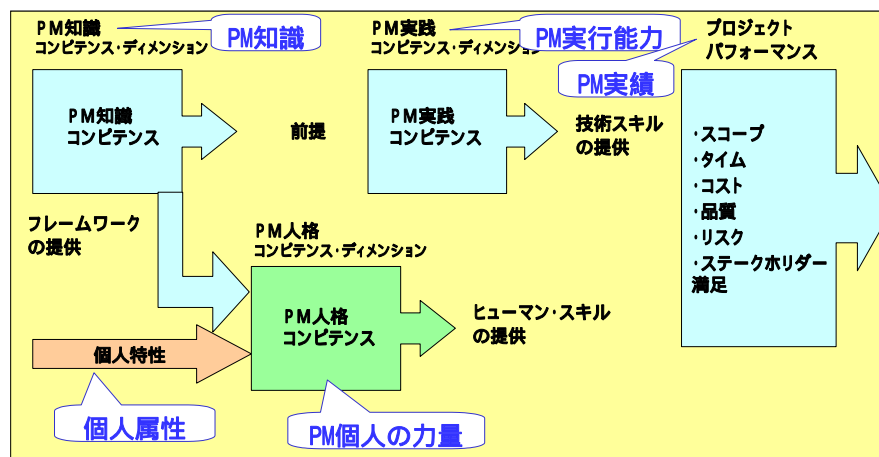 PM知識
コンピテンス・ディメンション
PM知識
PM実践
コンピテンス・ディメンション
PM実行能力
プロジェクト
パフォーマンス
PM実績
PM知識
コンピテンス
前提
PM実践
コンピテンス
技術スキル
の提供
・スコープ
・タイム
・コスト
・品質
・リスク
・ステークホリダー
満足
フレームワーク
の提供
PM人格
コンピテンス・ディメンション
PM人格
コンピテンス
ヒューマン・スキル
の提供
個人特性
個人属性
PM個人の力量